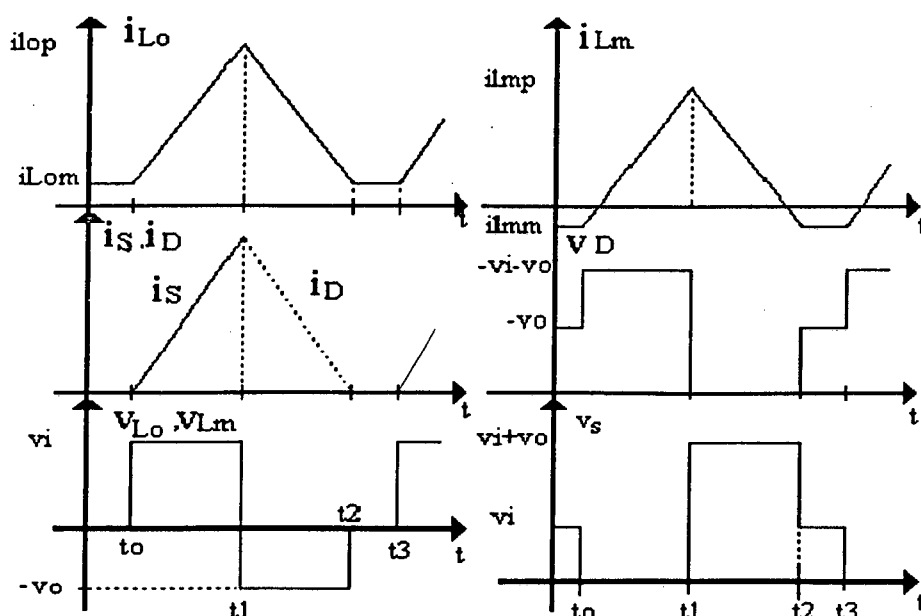 ilop
iLo
iLom
t
iS,iD
iS
iD
t
vi
VLo,VLm
to
t1
t2
t3
t
-vo
iLm
ilmp
ilmm
t
VD
-vi-vo
-vo
t
vs
vi+vo
vi
to
t1
t2
t3
t